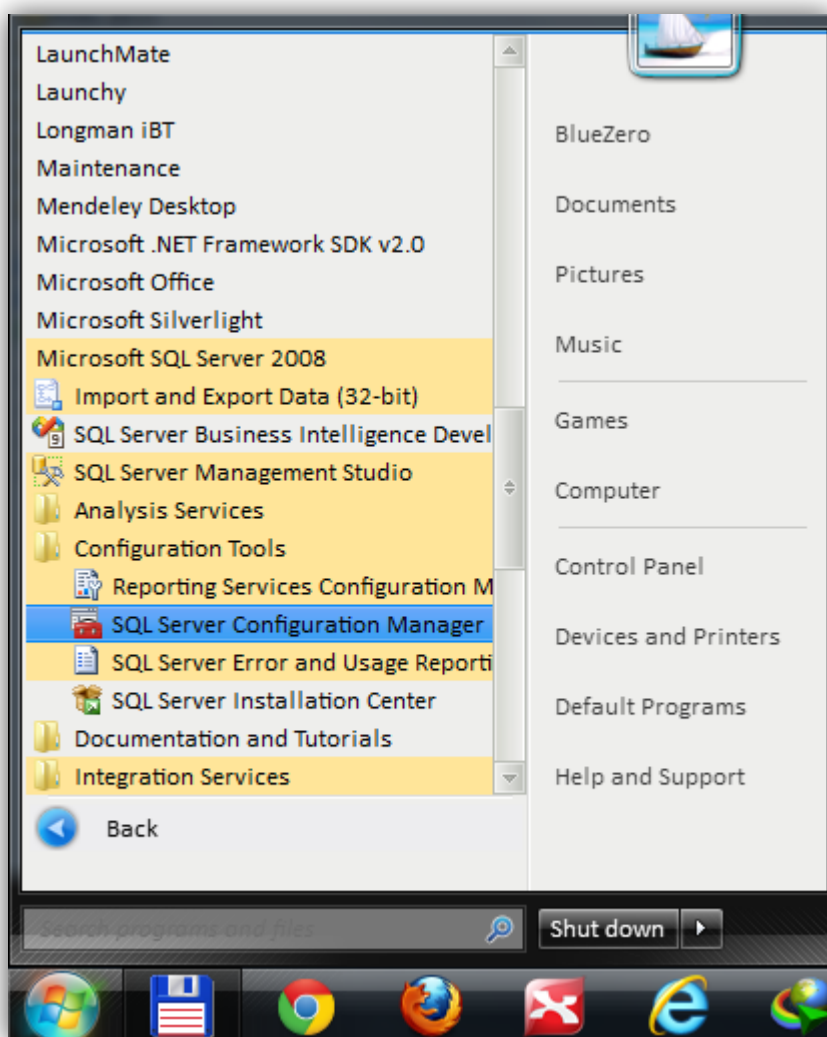 LaunchMate
Launchy
Longman iBT
Maintenance
Mendeley Desktop
Microsoft .NET Framework SDK v2.0
Microsoft Office
Microsoft Silverlight
Microsoft SQL Server 2008
Import and Export Data (32-bit)
SQL Server Business Intelligence Devel
SQL Server Management Studio
Analysis Services
Configuration Tools
Reporting Services Configuration M
SQL Server Configuration Manager
SQL Server Error and Usage Reporti
SQL Server Installation Center
Documentation and Tutorials
Integration Services
Back
Search programs and files
BlueZero
Documents
Pictures
Music
Games
Computer
Control Panel
Devices and Printers
Default Programs
Help and Support
Shut down